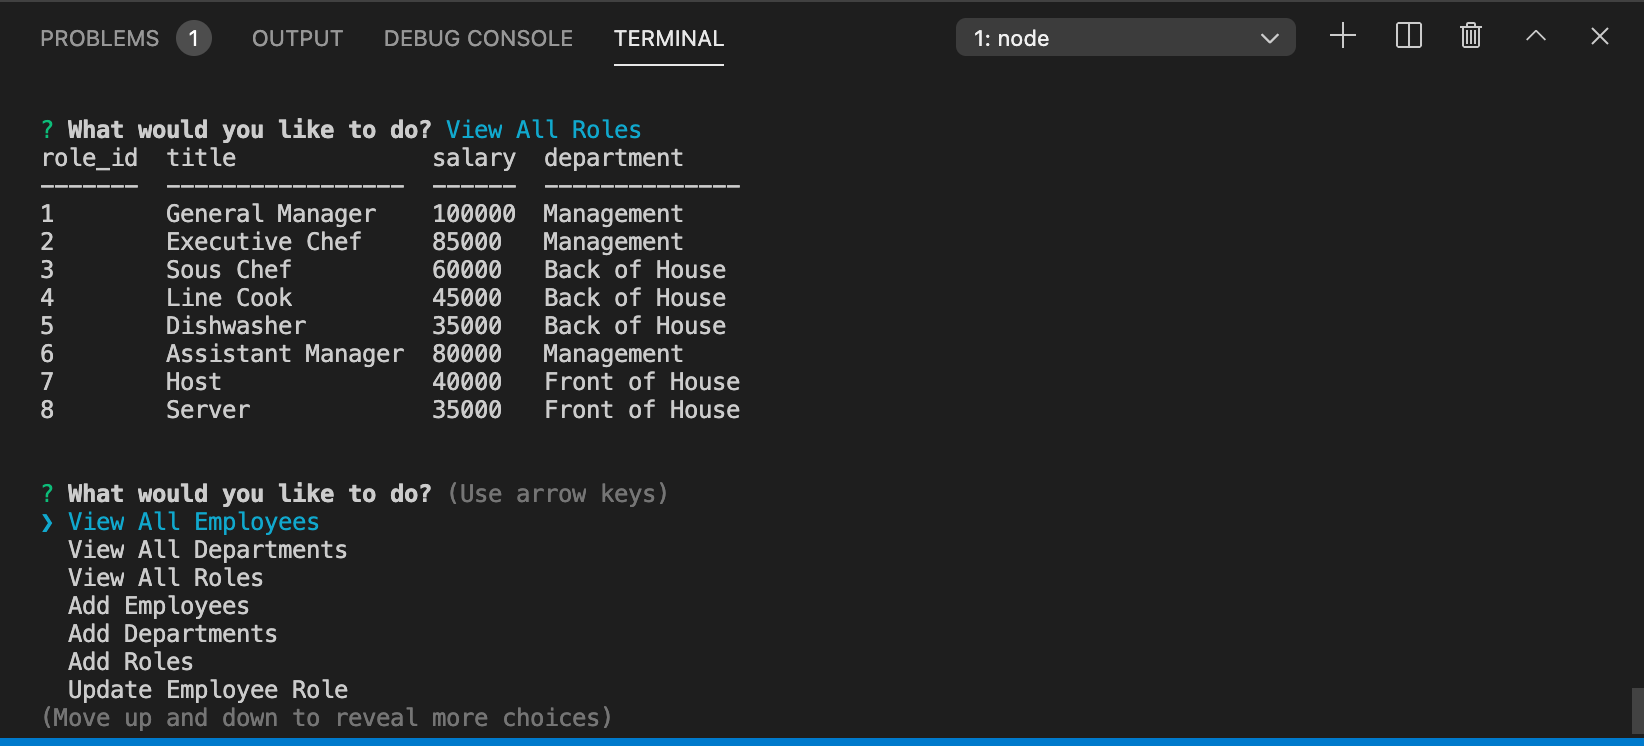 PROBLEMS 1 OUTPUT DEBUG CONSOLE TERMINAL 1: node
? What would you like to do? View All Roles
role_id title salary department
------- ----------------- ------ --------------
1 General Manager 100000 Management
2 Executive Chef 85000 Management
3 Sous Chef 60000 Back of House
4 Line Cook 45000 Back of House
5 Dishwasher 35000 Back of House
6 Assistant Manager 80000 Management
7 Host 40000 Front of House
8 Server 35000 Front of House
? What would you like to do? (Use arrow keys)
❯ View All Employees
View All Departments
View All Roles
Add Employees
Add Departments
Add Roles
Update Employee Role
(Move up and down to reveal more choices)